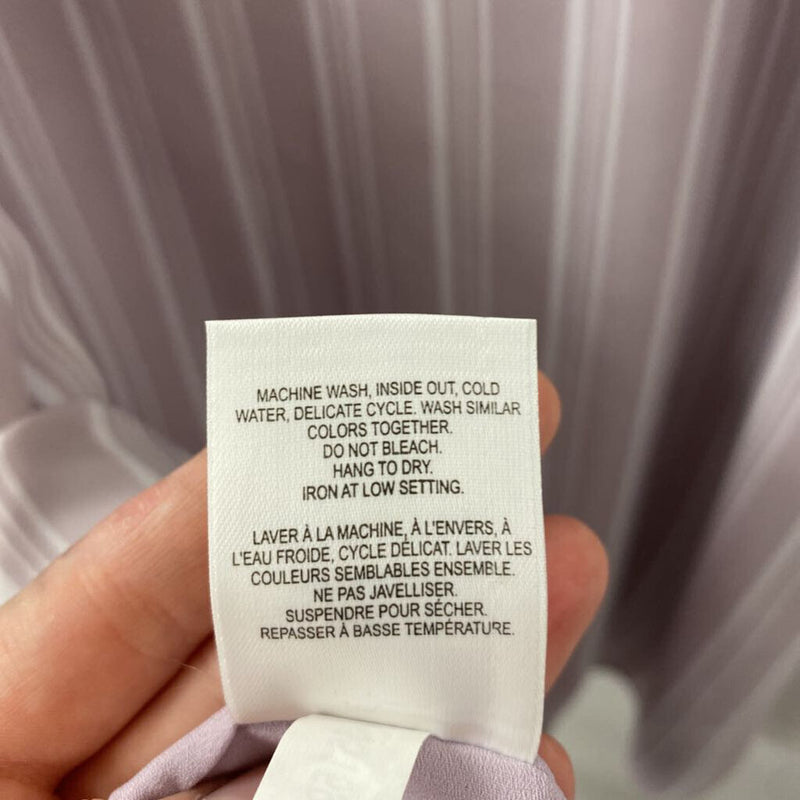 MACHINE WASH, INSIDE OUT, COLD
WATER, DELICATE CYCLE. WASH SIMILAR
COLORS TOGETHER.
DO NOT BLEACH.
HANG TO DRY.
IRON AT LOW SETTING.
LAVER À LA MACHINE, À L'ENVERS, À
L'EAU FROIDE, CYCLE DÉLICAT. LAVER LES
COULEURS SEMBLABLES ENSEMBLE.
NE PAS JAVELLISER.
SUSPENDRE POUR SÉCHER.
REPASSER À BASSE TEMPÉRATURE.